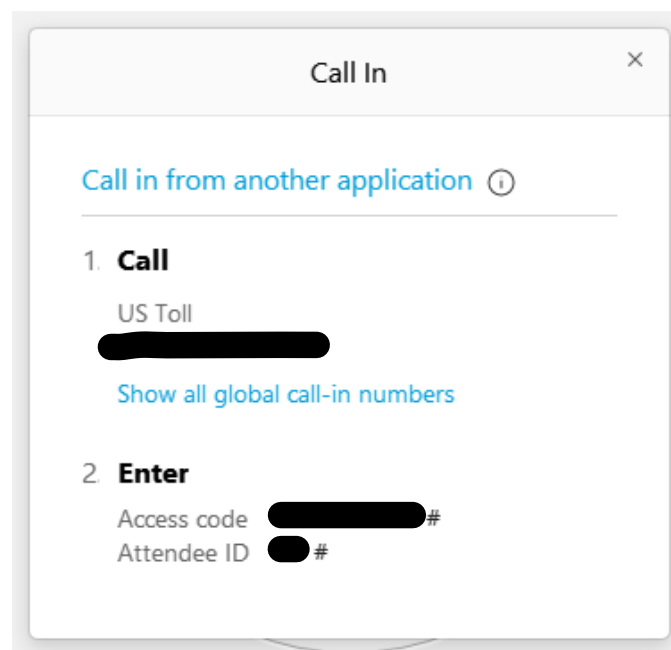 Call In
Call in from another application
1. Call
US Toll
Show all global call-in numbers
2. Enter
Access code #
Attendee ID #